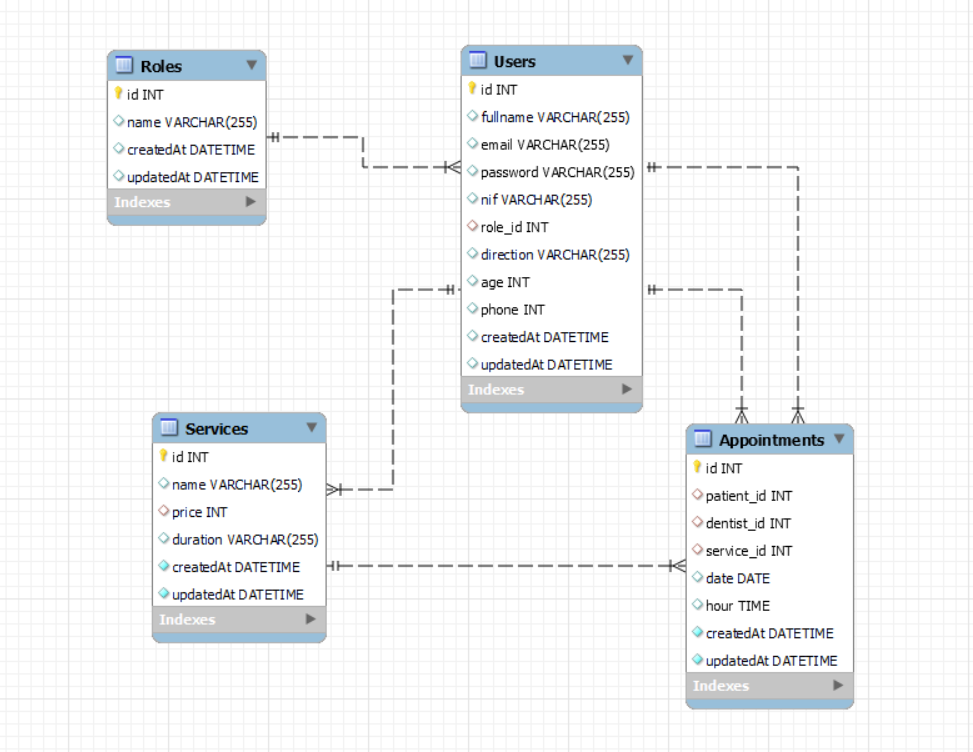 Roles
id INT
name VARCHAR(255)
createdAt DATETIME
updatedAt DATETIME
Indexes
Users
id INT
fullname VARCHAR(255)
email VARCHAR(255)
password VARCHAR(255)
nif VARCHAR(255)
role_id INT
direction VARCHAR(255)
age INT
phone INT
createdAt DATETIME
updatedAt DATETIME
Indexes
Services
id INT
name VARCHAR(255)
price INT
duration VARCHAR(255)
createdAt DATETIME
updatedAt DATETIME
Indexes
Appointments
id INT
patient_id INT
dentist_id INT
service_id INT
date DATE
hour TIME
createdAt DATETIME
updatedAt DATETIME
Indexes